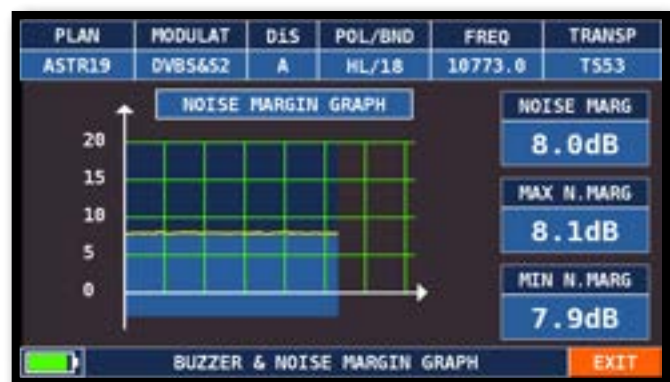 PLAN MODULAT DiS POL/BND FREQ TRANSP
ASTR19 DVBS&S2 A HL/18 10773.0 TS53
NOISE MARGIN GRAPH
NOISE MARG
8.0dB
MAX N.MARG
8.1dB
MIN N.MARG
7.9dB
20
15
10
5
0
BUZZER & NOISE MARGIN GRAPH EXIT